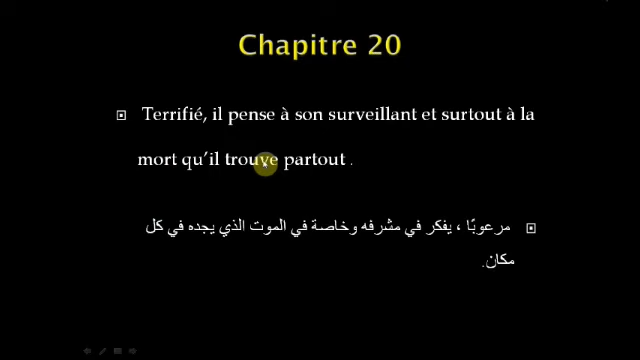 Chapitre 20
Terrifié, il pense à son surveillant et surtout à la
mort qu’il trouve partout .
مرعوبًا ، يفكر في مشرفه وخاصة في الموت الذي يجده في كل
مكان.